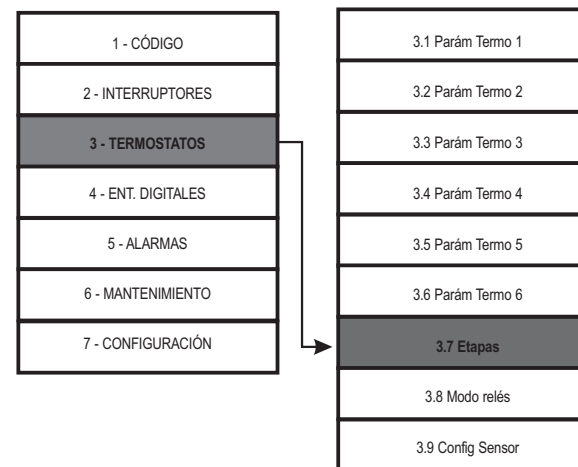 1 - CÓDIGO
2 - INTERRUPTORES
3 - TERMOSTATOS
4 - ENT. DIGITALES
5 - ALARMAS
6 - MANTENIMIENTO
7 - CONFIGURACIÓN
3.1 Parám Termo 1
3.2 Parám Termo 2
3.3 Parám Termo 3
3.4 Parám Termo 4
3.5 Parám Termo 5
3.6 Parám Termo 6
3.7 Etapas
3.8 Modo relés
3.9 Config Sensor